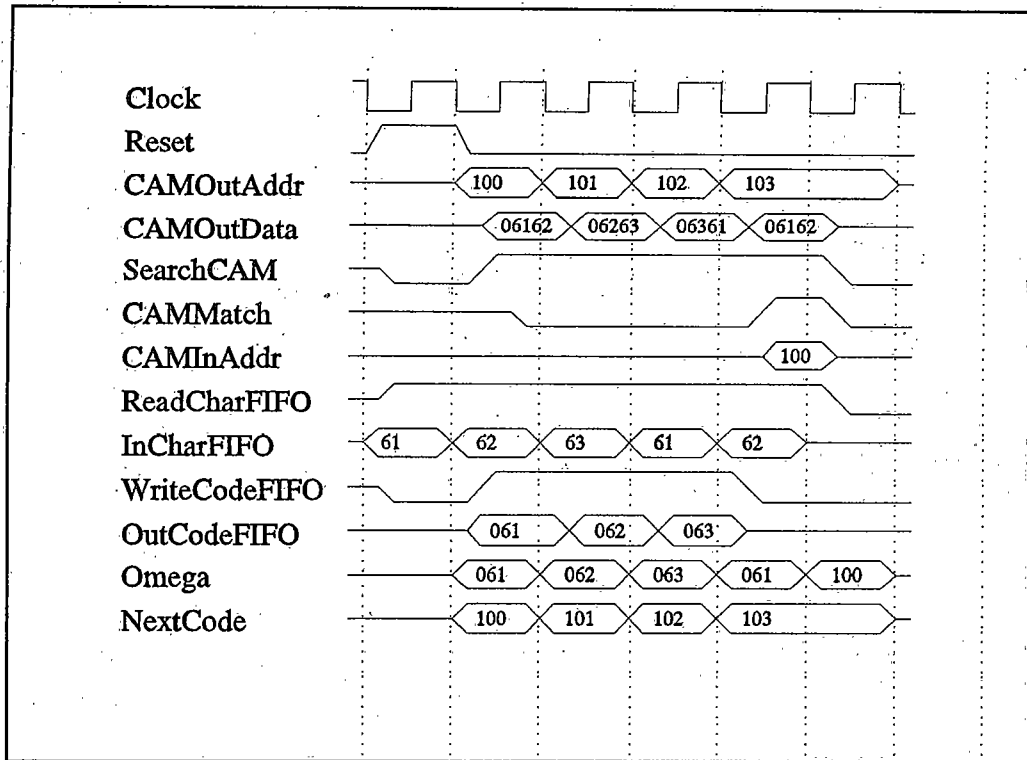 Clock
Reset
CAMOutAddr 100 101 102 103
CAMOutData 06162 06263 06361 06162
SearchCAM
CAMMatch
CAMInAddr 100
ReadCharFIFO
InCharFIFO 61 62 63 61 62
WriteCodeFIFO
OutCodeFIFO 061 062 063
Omega 061 062 063 061 100
NextCode 100 101 102 103